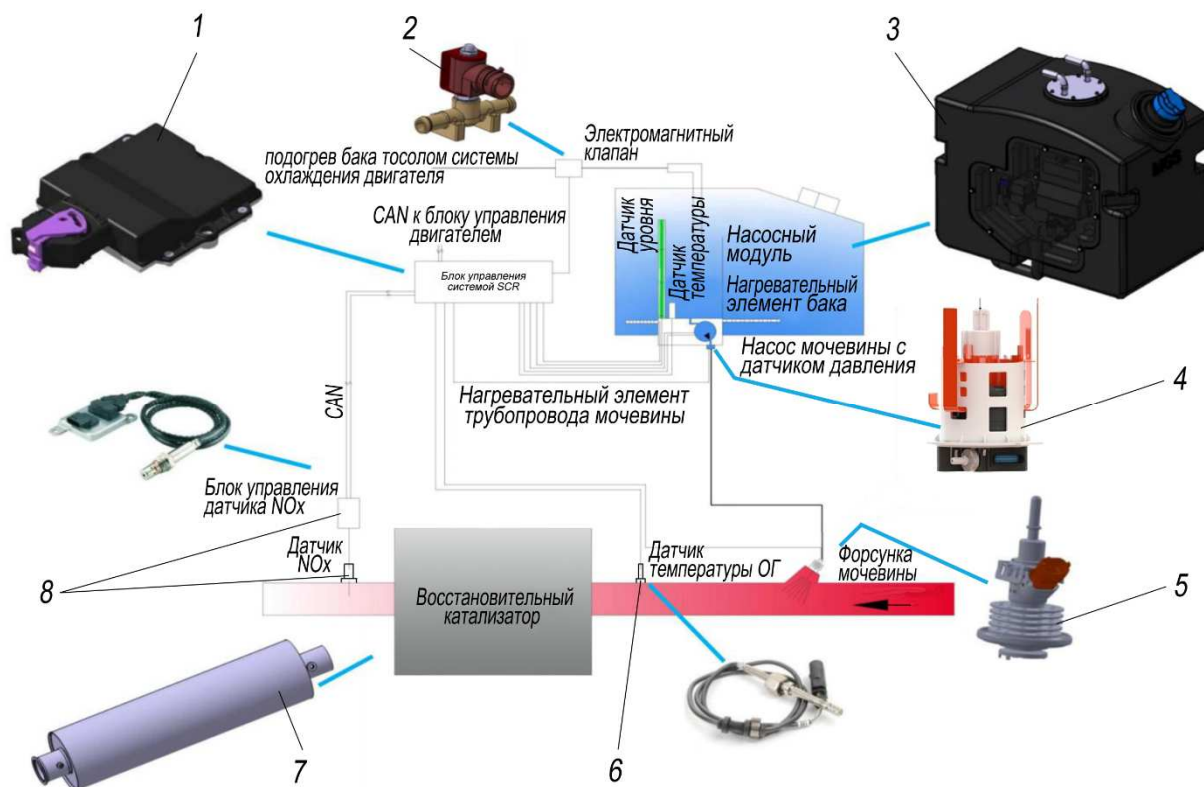 1
2
3
Электромагнитный
клапан
подогрев бака тосолом системы
охлаждения двигателя
CAN к блоку управления
двигателем
Датчик
уровня
Датчик
температуры
Насосный
модуль
Нагревательный
элемент бака
Блок управления
системой SCR
Насос мочевины с
датчиком давления
4
Нагревательный элемент
трубопровода мочевины
CAN
Блок управления
датчика NOx
Датчик
NOx
8
Восстановительный
катализатор
Датчик
температуры ОГ
Форсунка
мочевины
5
7
6